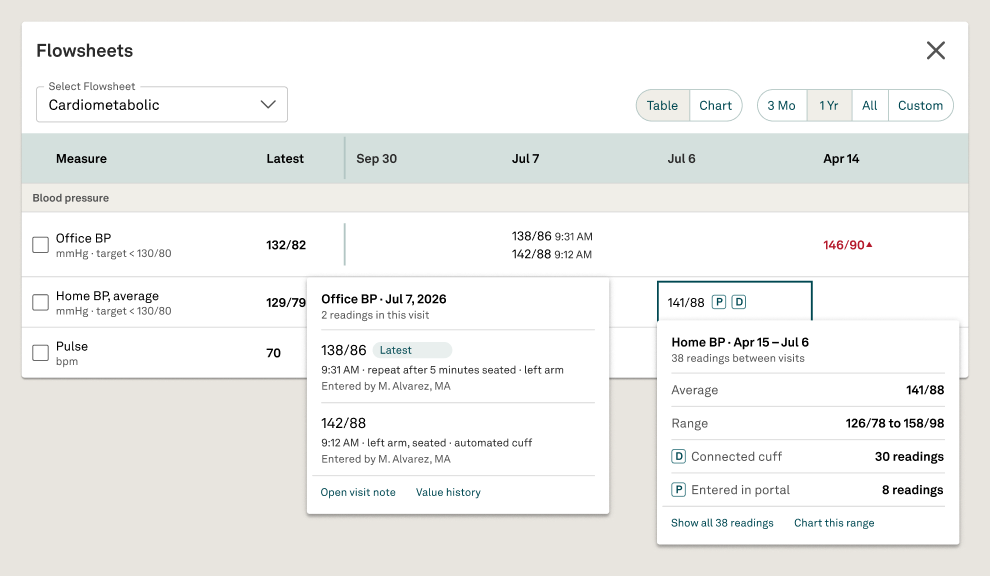 Flowsheets
Select Flowsheet
Cardiometabolic
Table Chart 3 Mo 1 Yr All Custom
Measure Latest Sep 30 Jul 7 Jul 6 Apr 14
Blood pressure
Office BP
mmHg · target < 130/80
132/82
138/86 9:31 AM
142/88 9:12 AM
146/90▲
Home BP, average
mmHg · target < 130/80
129/79
141/88 P D
Pulse
bpm
70
Office BP · Jul 7, 2026
2 readings in this visit
138/86 Latest
9:31 AM · repeat after 5 minutes seated · left arm
Entered by M. Alvarez, MA
142/88
9:12 AM · left arm, seated · automated cuff
Entered by M. Alvarez, MA
Open visit note Value history
Home BP · Apr 15 – Jul 6
38 readings between visits
Average 141/88
Range 126/78 to 158/98
D Connected cuff 30 readings
P Entered in portal 8 readings
Show all 38 readings Chart this range